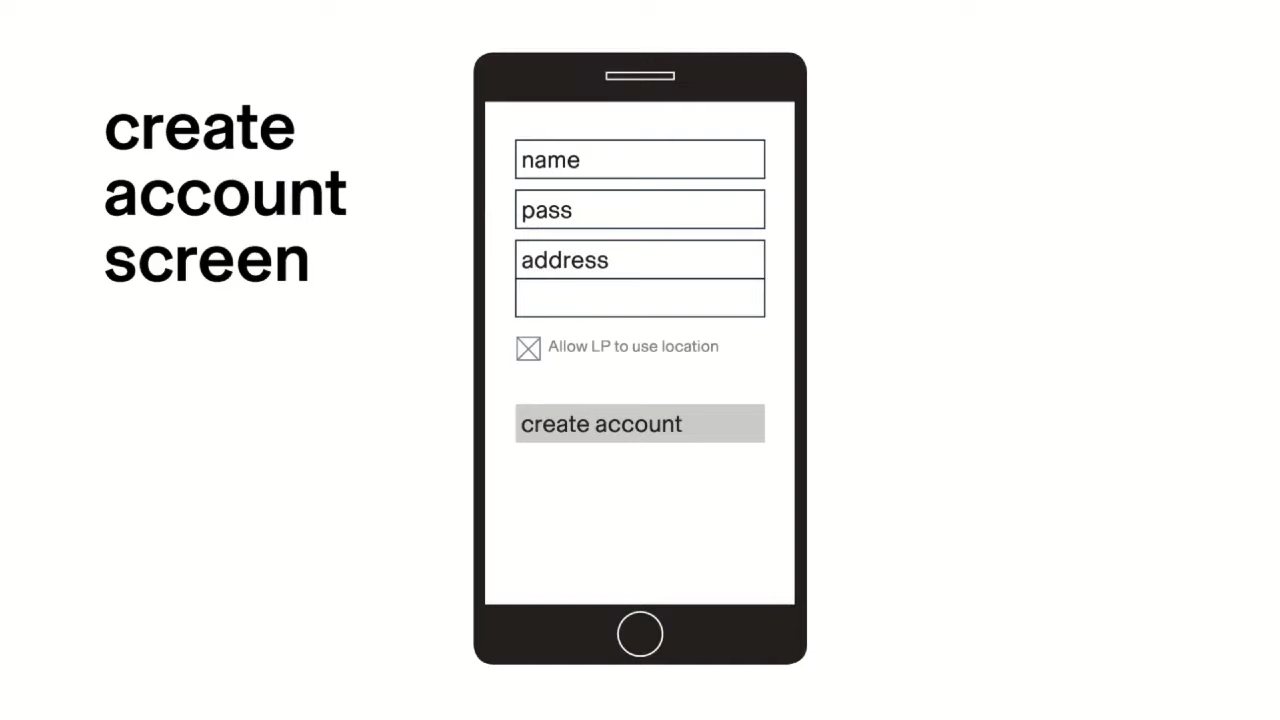 create
account
screen
name
pass
address
Allow LP to use location
create account